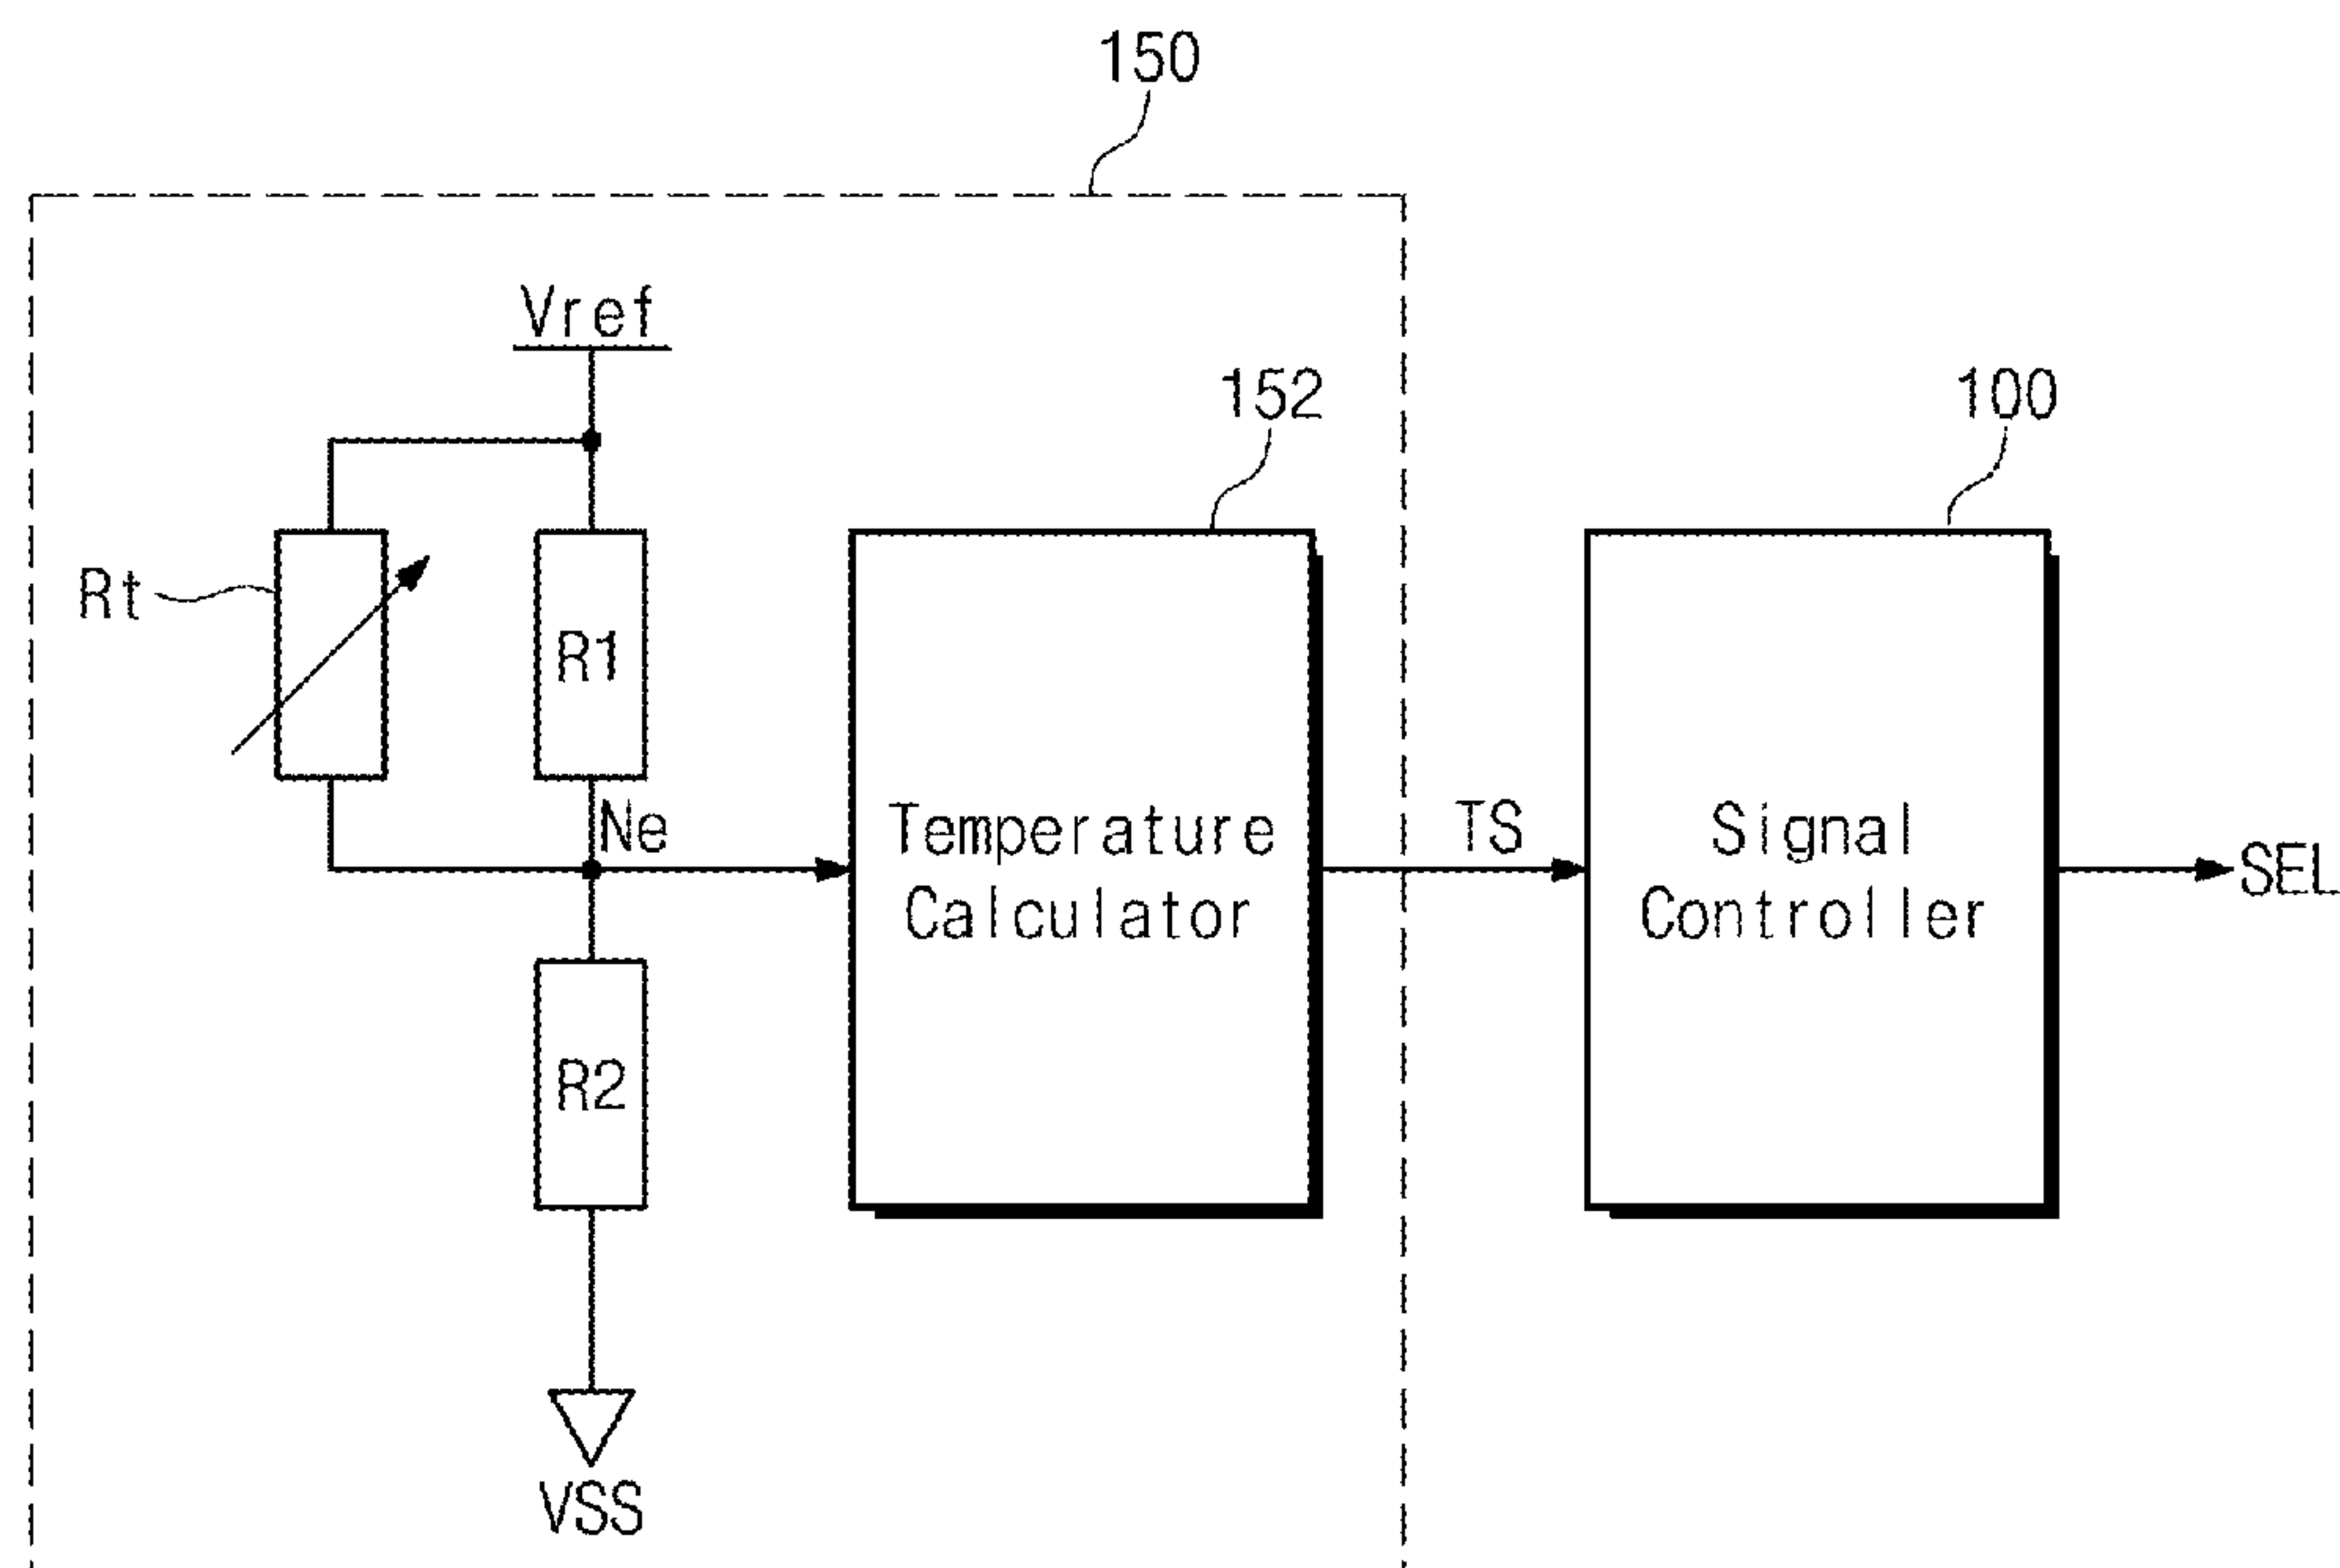 150
Vref
152
100
Rt
R1
Ne
Temperature
Calculator
TS
Signal
Controller
SEL
R2
VSS